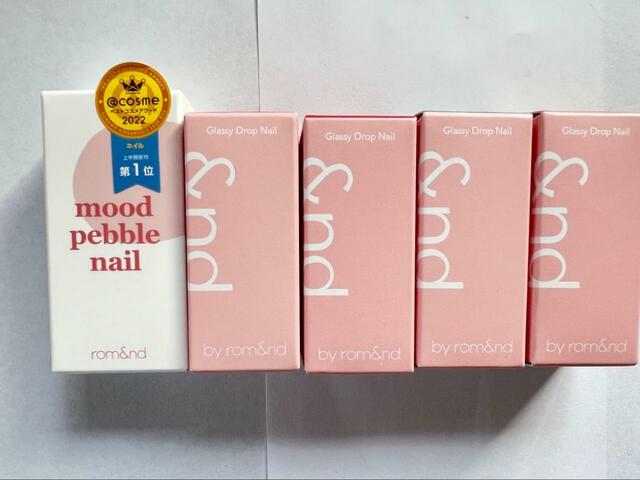 @cosme
ベストコスメアワード
2022
ネイル
上半期新作
第1位
mood
pebble
nail
rom&nd
Glassy Drop Nail
&nd
by rom&nd
Glassy Drop Nail
&nd
by rom&nd
Glassy Drop Nail
&nd
by rom&nd
Glassy Drop Nail
&nd
by rom&nd